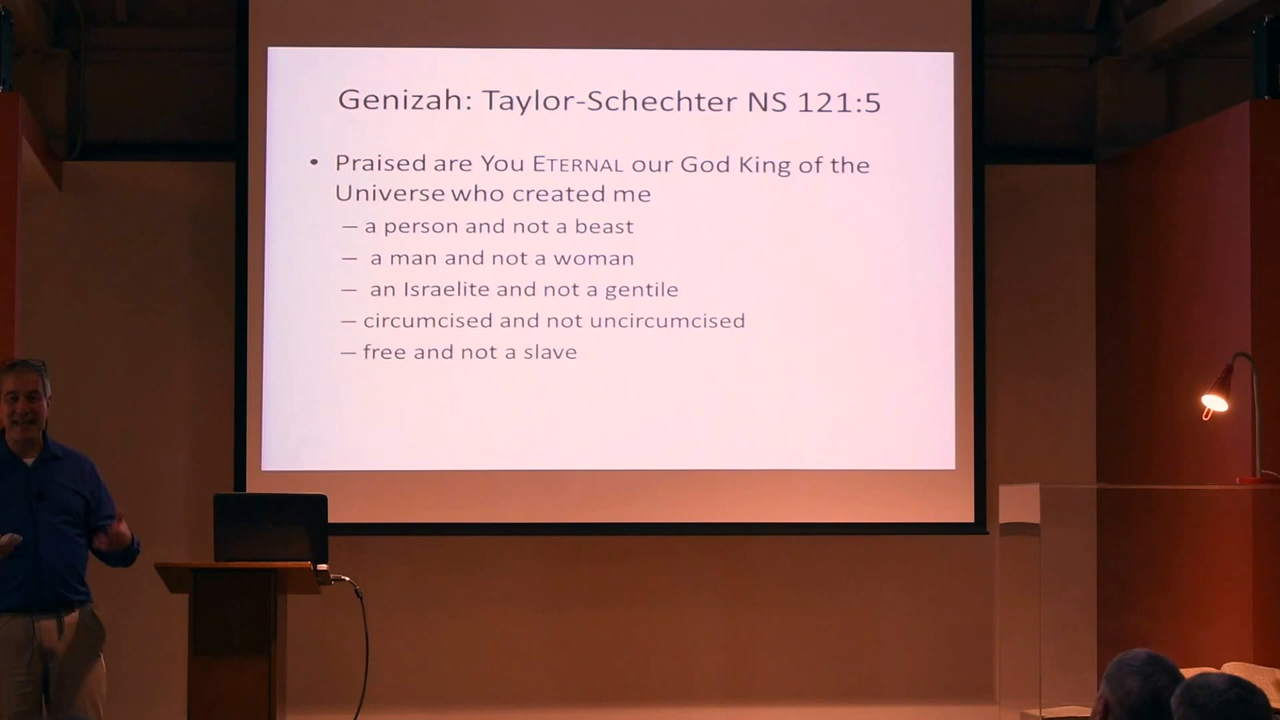 Genizah: Taylor-Schechter NS 121:5
• Praised are You ETERNAL our God King of the
Universe who created me
– a person and not a beast
– a man and not a woman
– an Israelite and not a gentile
– circumcised and not uncircumcised
– free and not a slave